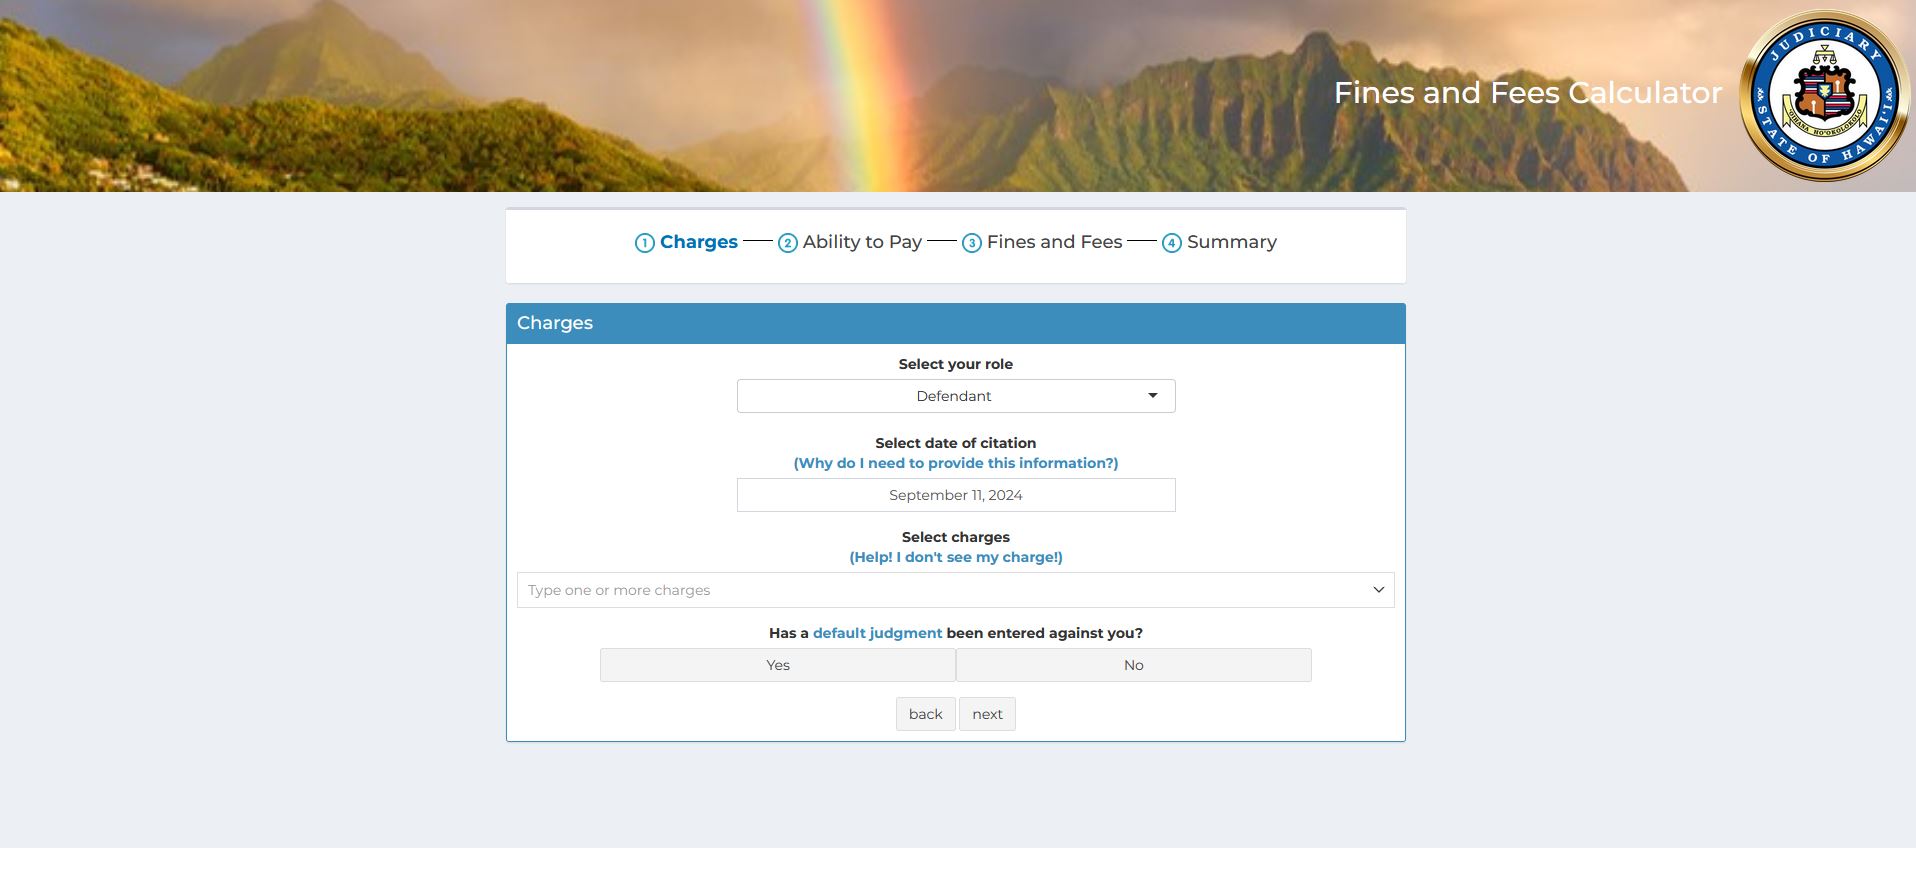 Fines and Fees Calculator
JUDICIARY
STATE OF HAWAIʻI
ʻOIHANA HOʻOKOLOKOLO
1 Charges 2 Ability to Pay 3 Fines and Fees 4 Summary
Charges
Select your role
Defendant
Select date of citation
(Why do I need to provide this information?)
September 11, 2024
Select charges
(Help! I don't see my charge!)
Type one or more charges
Has a default judgment been entered against you?
Yes No
back next